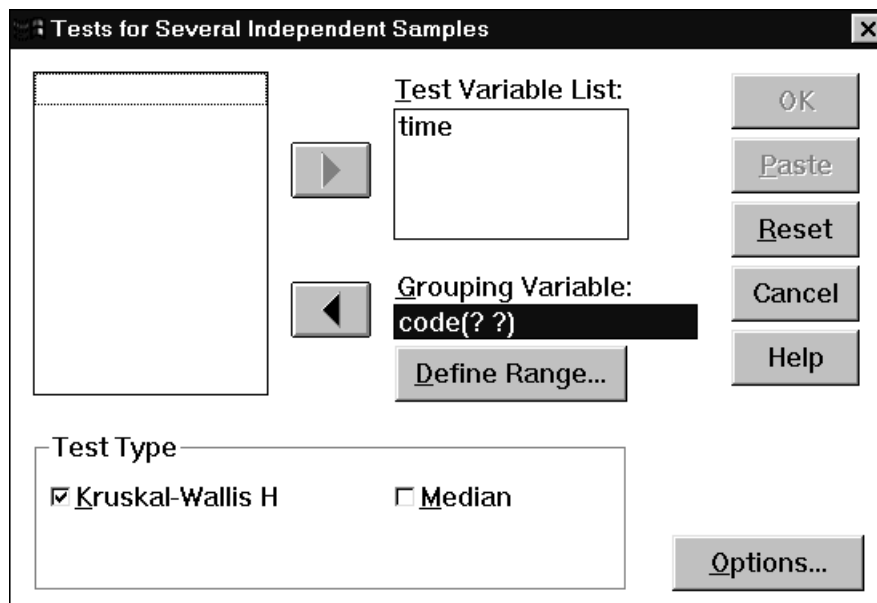 Tests for Several Independent Samples
Test Variable List:
time
OK
Paste
Reset
Cancel
Help
Grouping Variable:
code(? ?)
Define Range...
Test Type
Kruskal-Wallis H
Median
Options...